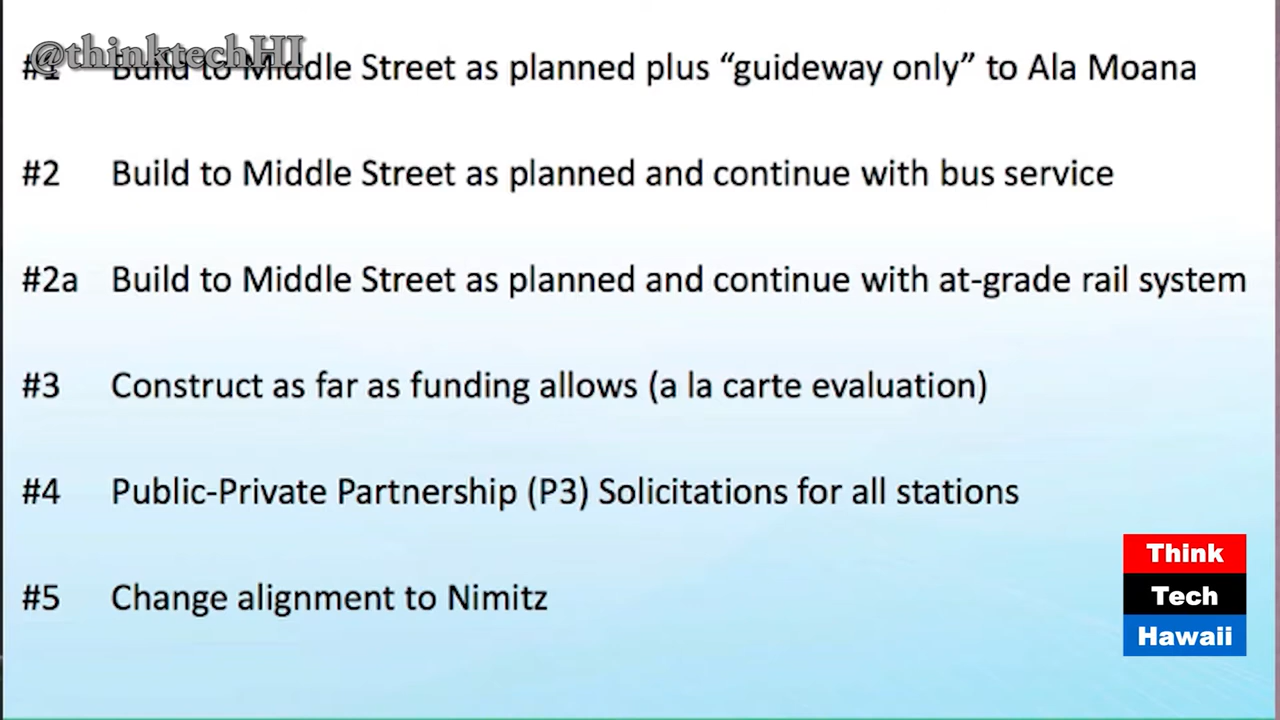 @thinktechHI
#1 Build to Middle Street as planned plus “guideway only” to Ala Moana
#2 Build to Middle Street as planned and continue with bus service
#2a Build to Middle Street as planned and continue with at-grade rail system
#3 Construct as far as funding allows (a la carte evaluation)
#4 Public-Private Partnership (P3) Solicitations for all stations
#5 Change alignment to Nimitz
Think
Tech
Hawaii